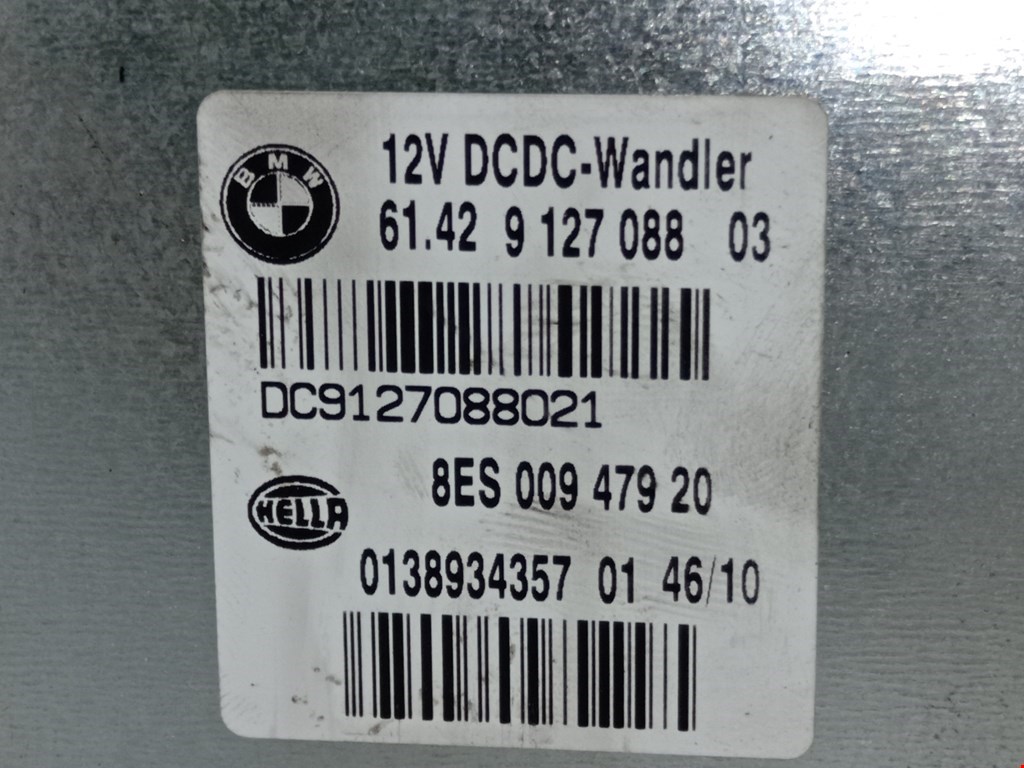 BMW
12V DCDC-Wandler
61.42 9 127 088 03
DC9127088021
8ES 009 479 20
HELLA
0138934357 01 46/10